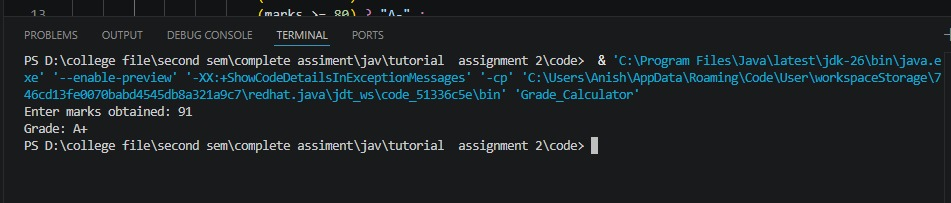 13 (marks >= 80) ? "A-" :
PROBLEMS OUTPUT DEBUG CONSOLE TERMINAL PORTS
PS D:\college file\second sem\complete assiment\jav\tutorial  assignment 2\code>  & 'C:\Program Files\Java\latest\jdk-26\bin\java.e
xe' '--enable-preview' '-XX:+ShowCodeDetailsInExceptionMessages' '-cp' 'C:\Users\Anish\AppData\Roaming\Code\User\workspaceStorage\7
46cd13fe0070babd4545db8a321a9c7\redhat.java\jdt_ws\code_51336c5e\bin' 'Grade_Calculator'
Enter marks obtained: 91
Grade: A+
PS D:\college file\second sem\complete assiment\jav\tutorial  assignment 2\code>